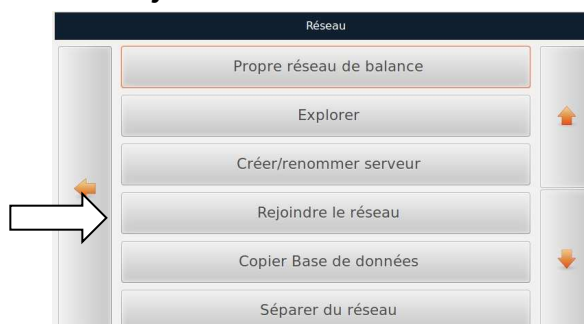 Réseau
Propre réseau de balance
Explorer
Créer/renommer serveur
Rejoindre le réseau
Copier Base de données
Séparer du réseau